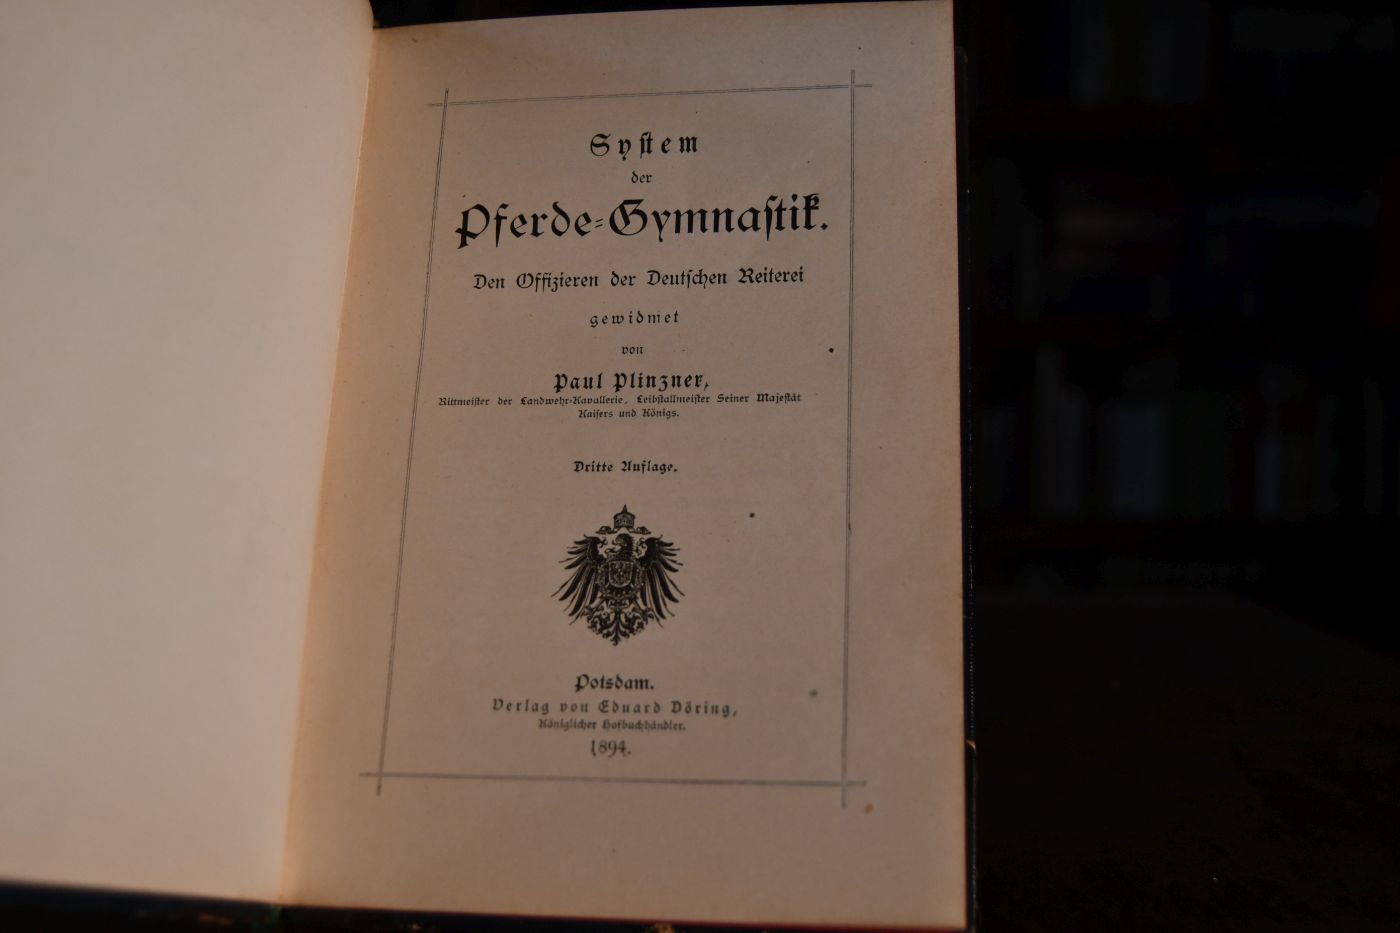 Syſtem
der
Pferde-Gymnaſtik.
Den Offizieren der Deutſchen Reiterei
gewidmet
von
Paul Plinzner,
Rittmeiſter der Landwehr-Kavallerie, Leibſtallmeiſter Seiner Majeſtät
Kaiſers und Königs.
Dritte Auflage.
Potsdam.
Verlag von Eduard Döring,
Königlicher Hofbuchhändler.
1894.